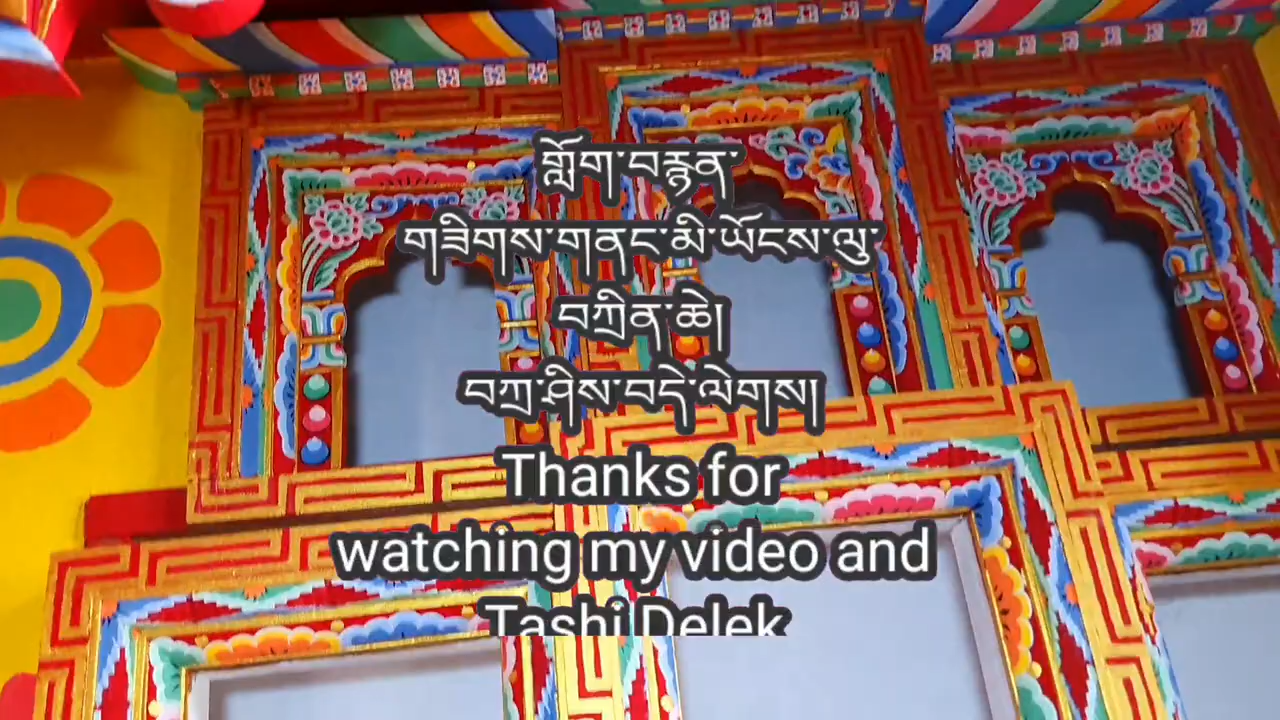 གློག་བརྙན་
གཟིགས་གནང་མི་ཡོངས་ལུ་
བཀྲིན་ཆེ།
བཀྲ་ཤིས་བདེ་ལེགས།
Thanks for
watching my video and
Tashi Delek